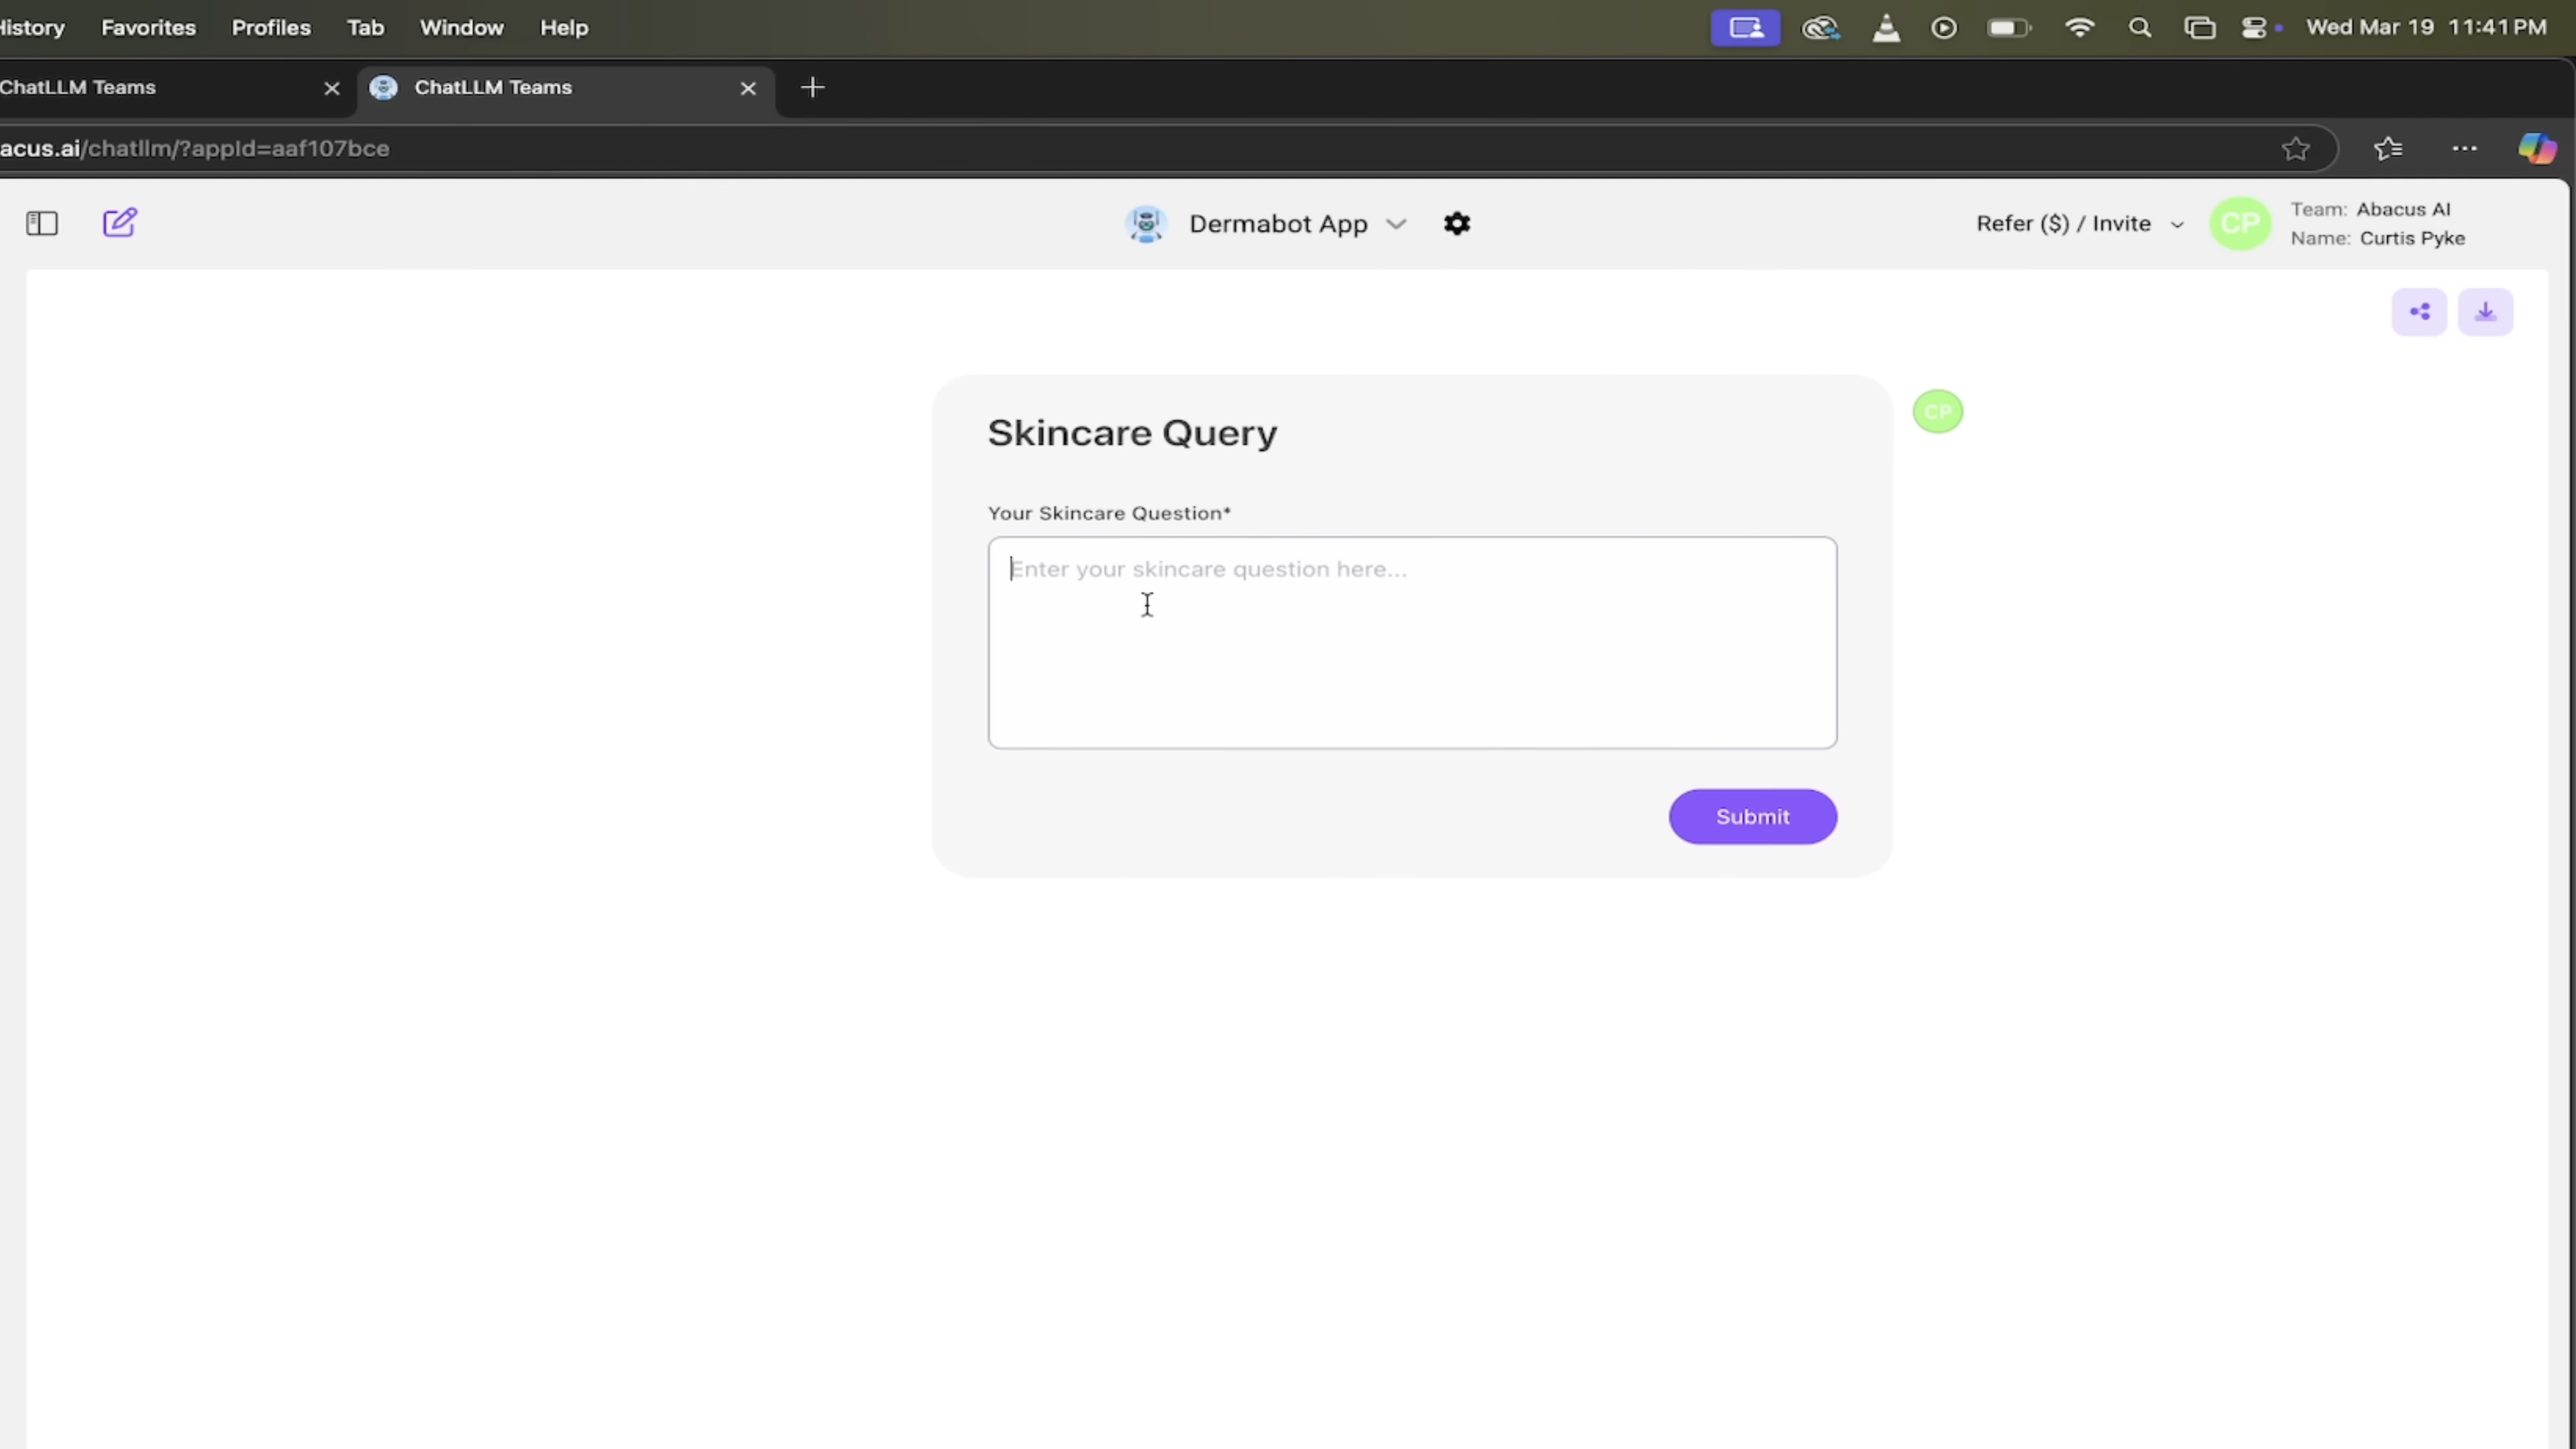 History Favorites Profiles Tab Window Help Wed Mar 19 11:41 PM
ChatLLM Teams ChatLLM Teams
acus.ai/chatllm/?appId=aaf107bce
Dermabot App Refer ($) / Invite CP Team: Abacus AI
Name: Curtis Pyke
CP
Skincare Query
Your Skincare Question*
Enter your skincare question here...
Submit